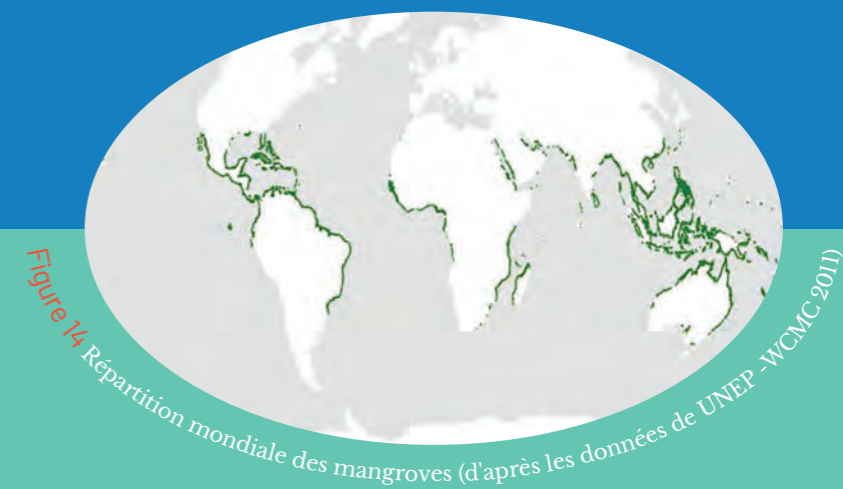 Figure 14 Répartition mondiale des mangroves (d'après les données de UNEP -WCMC 2011)